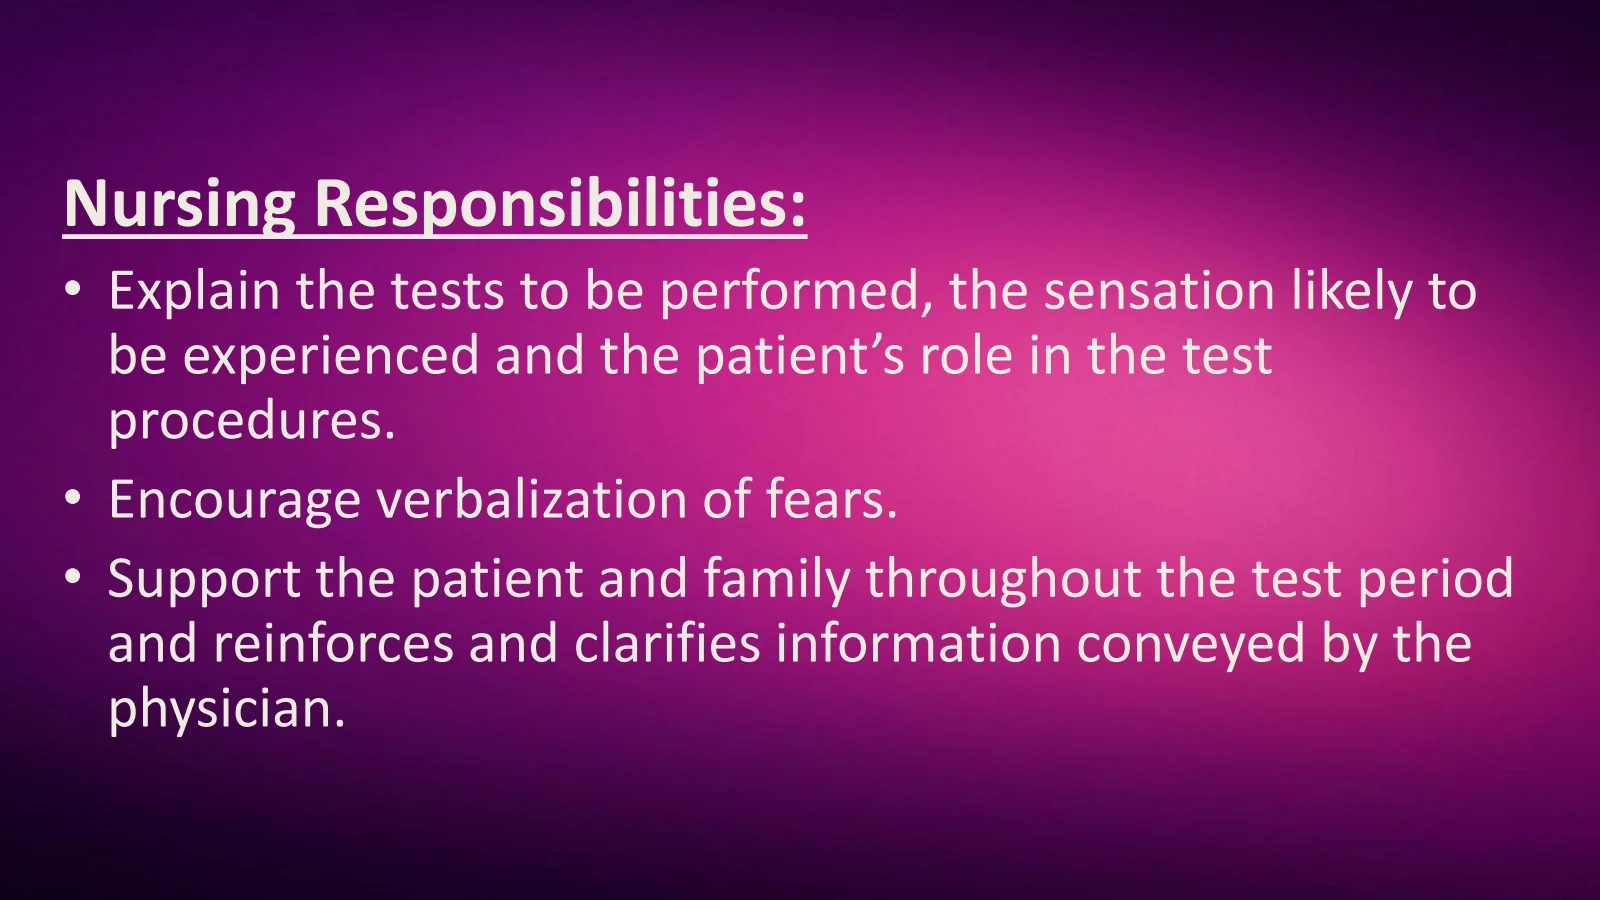 Nursing Responsibilities:
• Explain the tests to be performed, the sensation likely to
be experienced and the patient’s role in the test
procedures.
• Encourage verbalization of fears.
• Support the patient and family throughout the test period
and reinforces and clarifies information conveyed by the
physician.